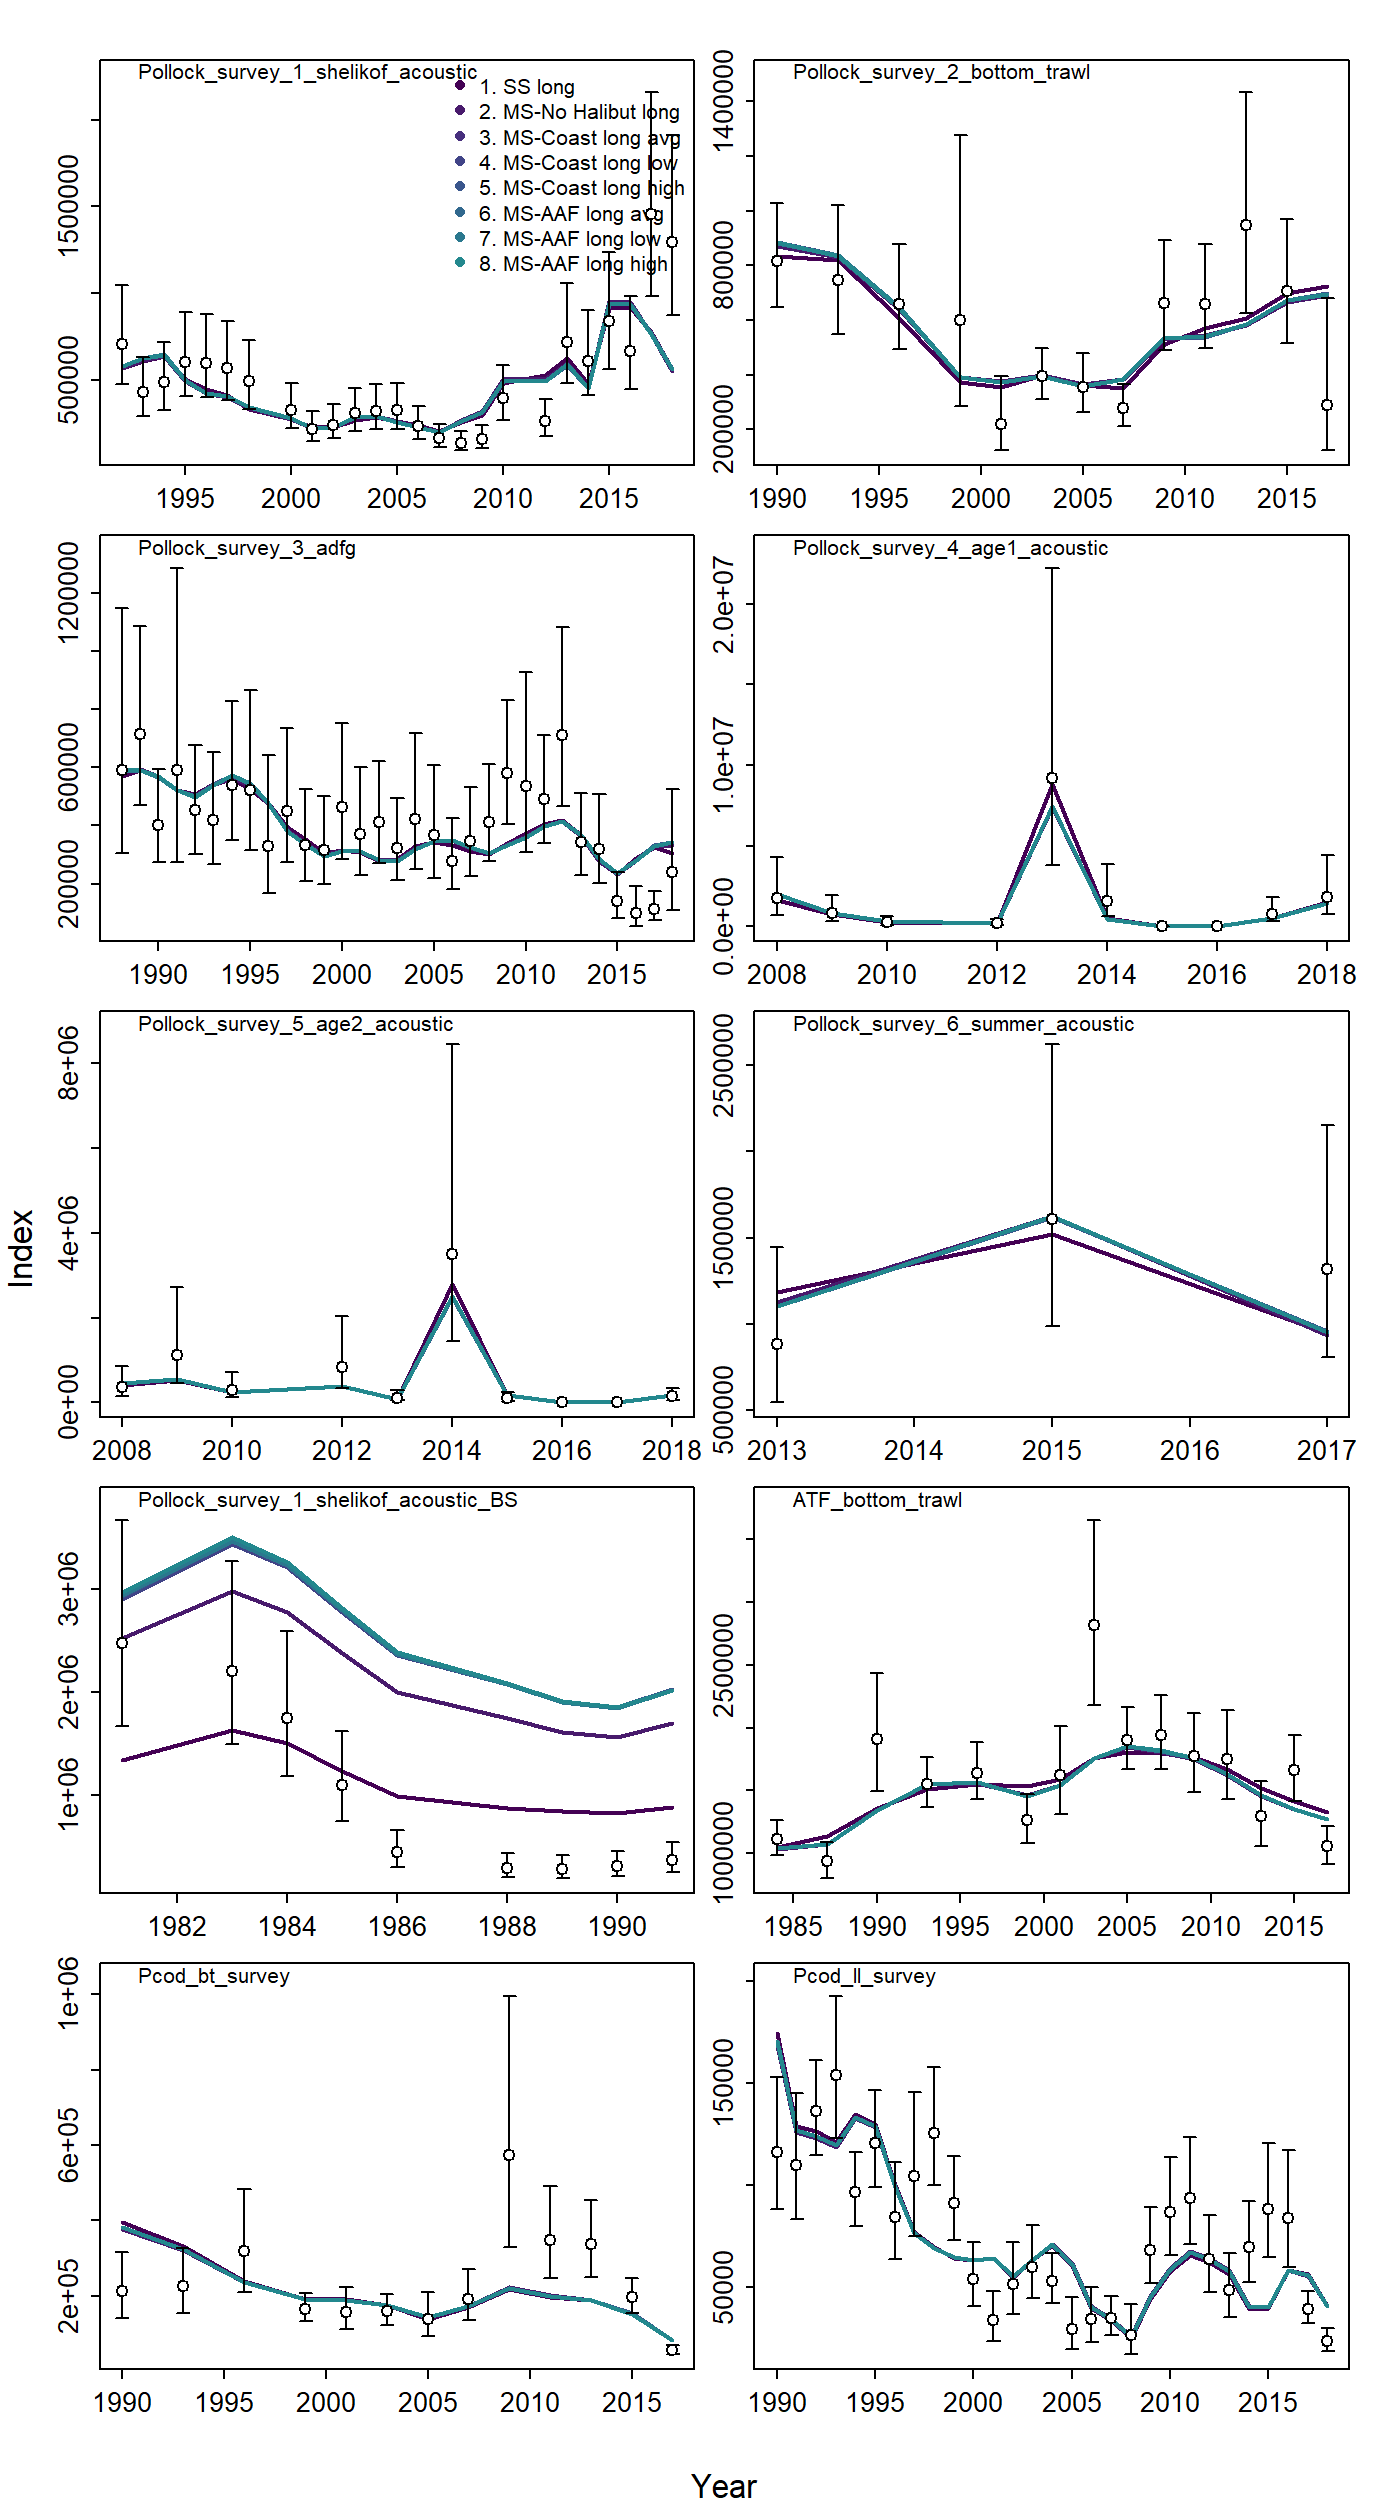 Pollock_survey_1_shelikof_acoustic
1. SS long
2. MS-No Halibut long
3. MS-Coast long avg
4. MS-Coast long low
5. MS-Coast long high
6. MS-AAF long avg
7. MS-AAF long low
8. MS-AAF long high
500000 1500000
1995 2000 2005 2010 2015
Pollock_survey_2_bottom_trawl
200000 800000 1400000
1990 1995 2000 2005 2010 2015
Pollock_survey_3_adfg
200000 600000 1200000
1990 1995 2000 2005 2010 2015
Pollock_survey_4_age1_acoustic
0.0e+00 1.0e+07 2.0e+07
2008 2010 2012 2014 2016 2018
Pollock_survey_5_age2_acoustic
0e+00 4e+06 8e+06
2008 2010 2012 2014 2016 2018
Pollock_survey_6_summer_acoustic
500000 1500000 2500000
2013 2014 2015 2016 2017
Index
Pollock_survey_1_shelikof_acoustic_BS
1e+06 2e+06 3e+06
1982 1984 1986 1988 1990
ATF_bottom_trawl
1000000 2500000
1985 1990 1995 2000 2005 2010 2015
Pcod_bt_survey
2e+05 6e+05 1e+06
1990 1995 2000 2005 2010 2015
Pcod_ll_survey
50000 150000
1990 1995 2000 2005 2010 2015
Year